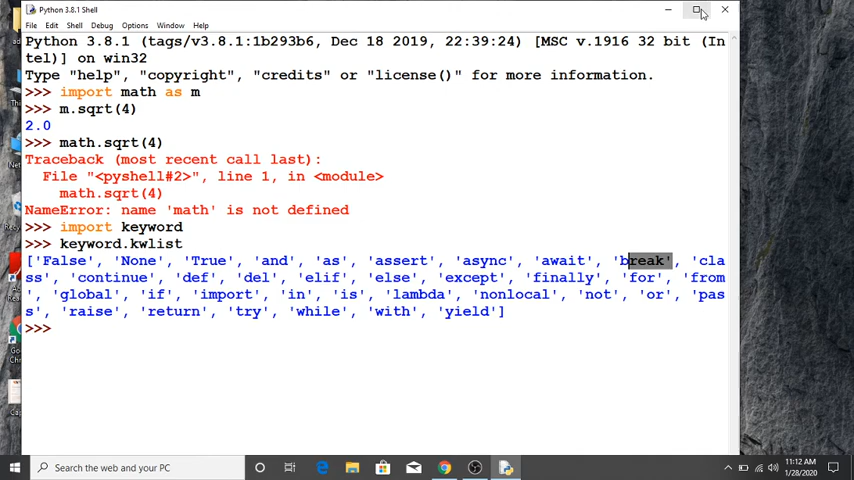 Python 3.8.1 Shell
File Edit Shell Debug Options Window Help
Python 3.8.1 (tags/v3.8.1:1b293b6, Dec 18 2019, 22:39:24) [MSC v.1916 32 bit (In
tel)] on win32
Type "help", "copyright", "credits" or "license()" for more information.
>>> import math as m
>>> m.sqrt(4)
2.0
>>> math.sqrt(4)
Traceback (most recent call last):
  File "<pyshell#2>", line 1, in <module>
    math.sqrt(4)
NameError: name 'math' is not defined
>>> import keyword
>>> keyword.kwlist
['False', 'None', 'True', 'and', 'as', 'assert', 'async', 'await', 'break', 'cla
ss', 'continue', 'def', 'del', 'elif', 'else', 'except', 'finally', 'for', 'from
', 'global', 'if', 'import', 'in', 'is', 'lambda', 'nonlocal', 'not', 'or', 'pas
s', 'raise', 'return', 'try', 'while', 'with', 'yield']
>>>
Search the web and your PC
11:12 AM
1/28/2020